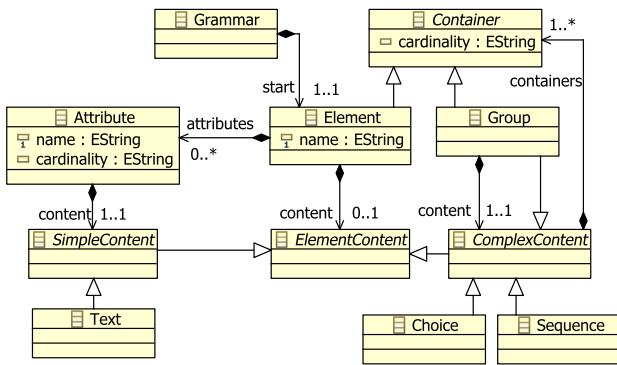 Grammar
Container
cardinality : EString
1..*
start
1..1
containers
Attribute
name : EString
cardinality : EString
attributes
0..*
Element
name : EString
Group
content
1..1
content
0..1
content
1..1
SimpleContent
ElementContent
ComplexContent
Text
Choice
Sequence